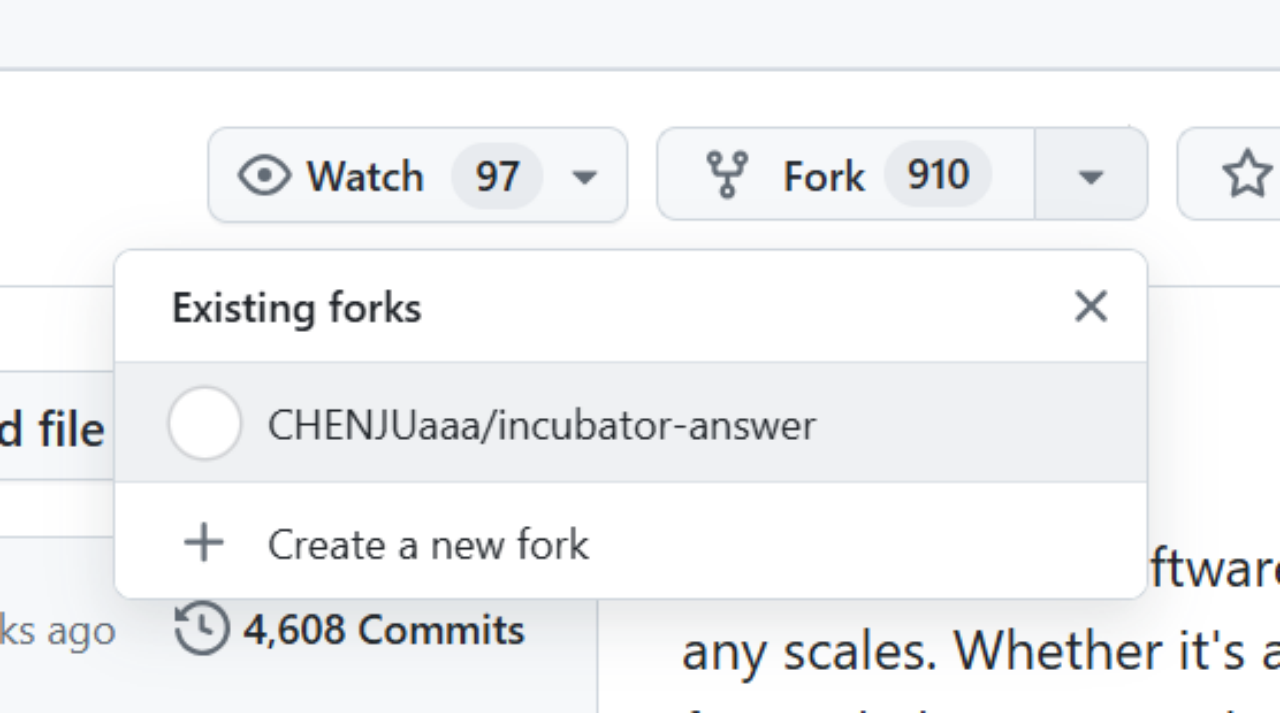 Watch 97
Fork 910
Existing forks
CHENJUaaa/incubator-answer
d file
Create a new fork
ftware
ks ago
4,608 Commits
any scales. Whether it's a